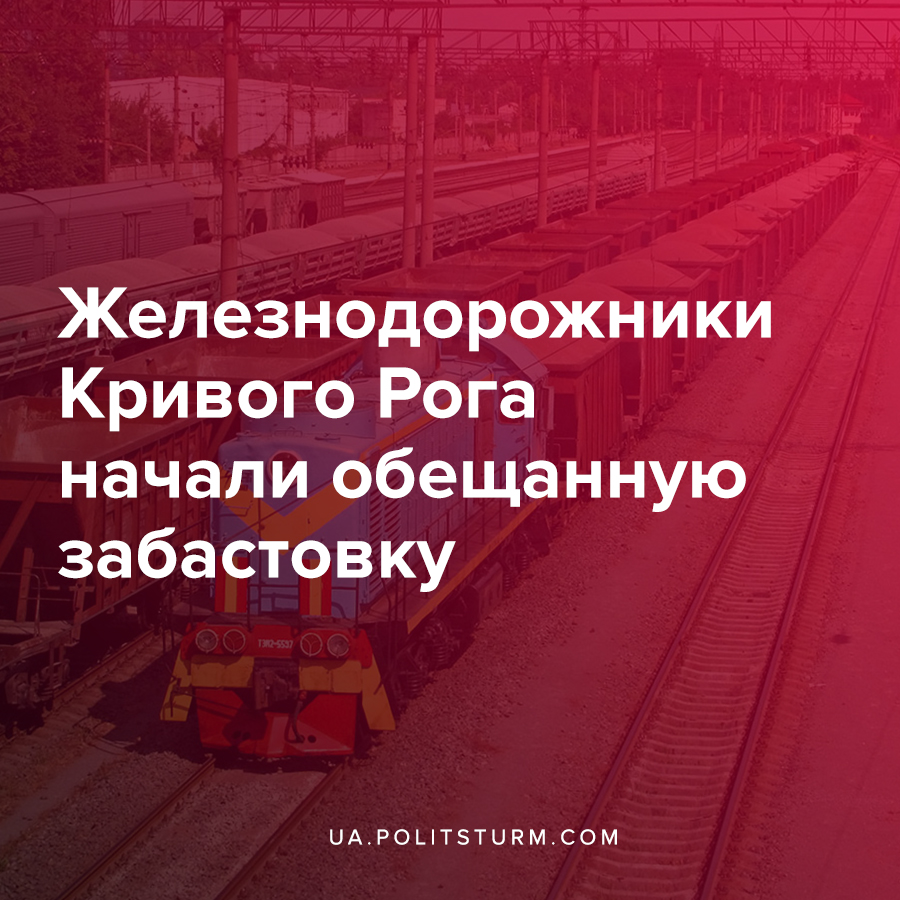 Железнодорожники
Кривого Рога
начали обещанную
забастовку
UA.POLITSTURM.COM